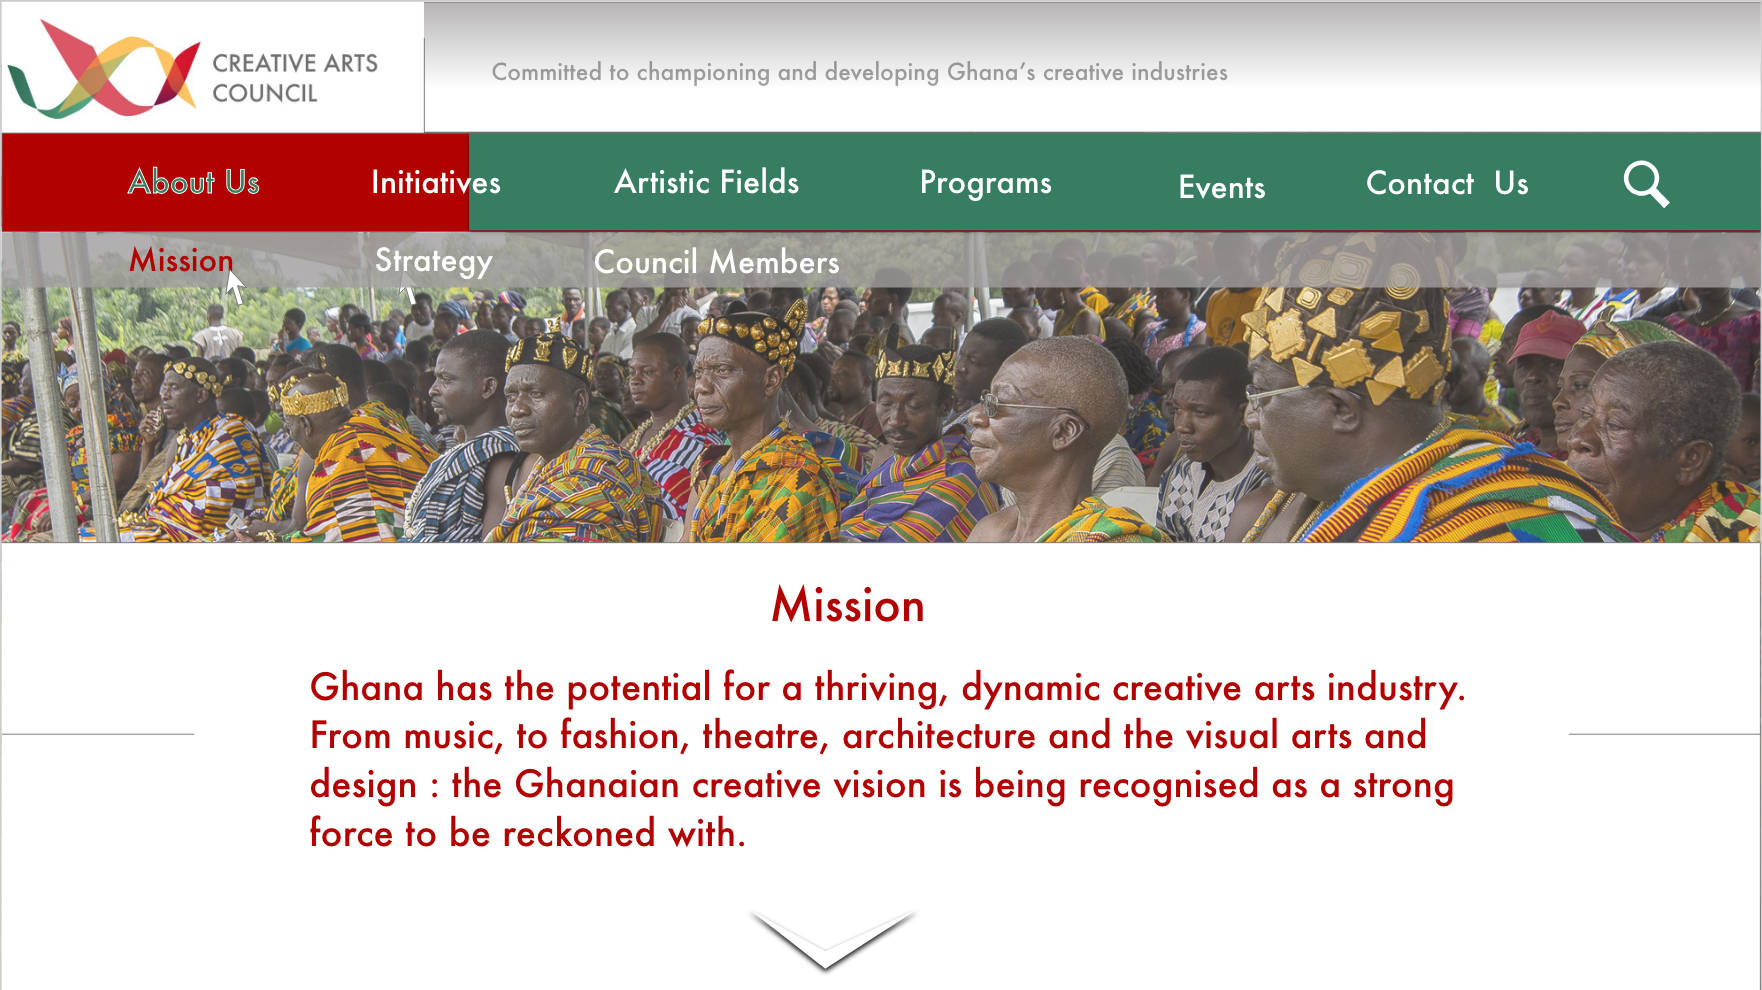 CREATIVE ARTS
COUNCIL
Committed to championing and developing Ghana's creative industries
About Us Initiatives Artistic Fields Programs Events Contact Us
Mission Strategy Council Members
Mission
Ghana has the potential for a thriving, dynamic creative arts industry.
From music, to fashion, theatre, architecture and the visual arts and
design : the Ghanaian creative vision is being recognised as a strong
force to be reckoned with.